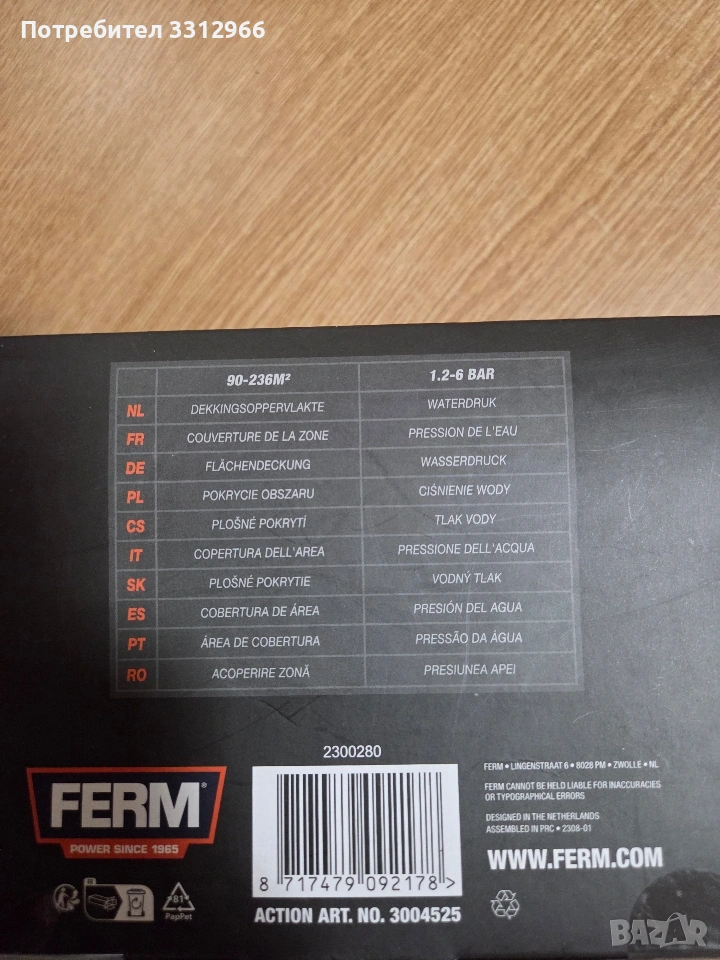 Потребител 3312966
90-236M² 1.2-6 BAR
NL DEKKINGSOPPERVLAKTE WATERDRUK
FR COUVERTURE DE LA ZONE PRESSION DE L'EAU
DE FLÄCHENDECKUNG WASSERDRUCK
PL POKRYCIE OBSZARU CIŚNIENIE WODY
CS PLOŠNÉ POKRYTÍ TLAK VODY
IT COPERTURA DELL'AREA PRESSIONE DELL'ACQUA
SK PLOŠNÉ POKRYTIE VODNÝ TLAK
ES COBERTURA DE ÁREA PRESIÓN DEL AGUA
PT ÁREA DE COBERTURA PRESSÃO DA ÁGUA
RO ACOPERIRE ZONĂ PRESIUNEA APEI
FERM®
POWER SINCE 1965
81
PapPet
2300280
8 717479 092178 >
ACTION ART. NO. 3004525
FERM • LINGENSTRAAT 6 • 8028 PM • ZWOLLE • NL
FERM CANNOT BE HELD LIABLE FOR INACCURACIES
OR TYPOGRAPHICAL ERRORS
DESIGNED IN THE NETHERLANDS
ASSEMBLED IN PRC • 2308-01
WWW.FERM.COM
BAZAR